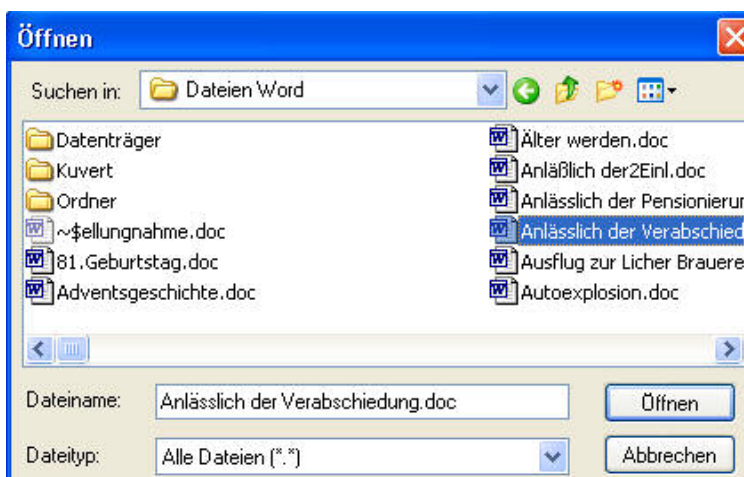 Öffnen
Suchen in: Dateien Word
Datenträger
Kuvert
Ordner
~$ellungnahme.doc
81.Geburtstag.doc
Adventsgeschichte.doc
Älter werden.doc
Anläßlich der2Einl.doc
Anlässlich der Pensionierun
Anlässlich der Verabschied
Ausflug zur Licher Brauere
Autoexplosion.doc
Dateiname: Anlässlich der Verabschiedung.doc Öffnen
Dateityp: Alle Dateien (*.*) Abbrechen